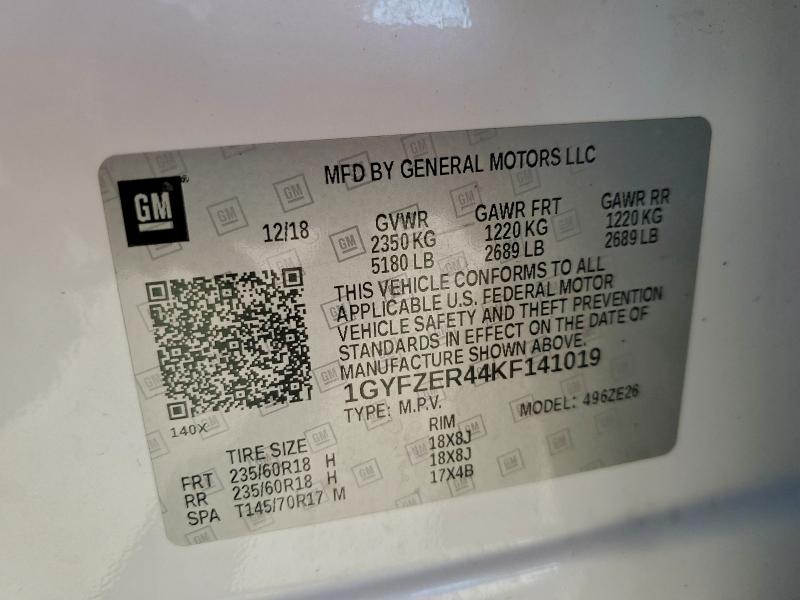 MFD BY GENERAL MOTORS LLC
GM
12/18 GVWR GAWR FRT GAWR RR
2350 KG 1220 KG 1220 KG
5180 LB 2689 LB 2689 LB
THIS VEHICLE CONFORMS TO ALL
APPLICABLE U.S. FEDERAL MOTOR
VEHICLE SAFETY AND THEFT PREVENTION
STANDARDS IN EFFECT ON THE DATE OF
MANUFACTURE SHOWN ABOVE.
1GYFZER44KF141019
TYPE: M.P.V. MODEL: 496ZE26
140X
TIRE SIZE RIM
FRT 235/60R18 H 18X8J
RR 235/60R18 H 18X8J
SPA T145/70R17 M 17X4B